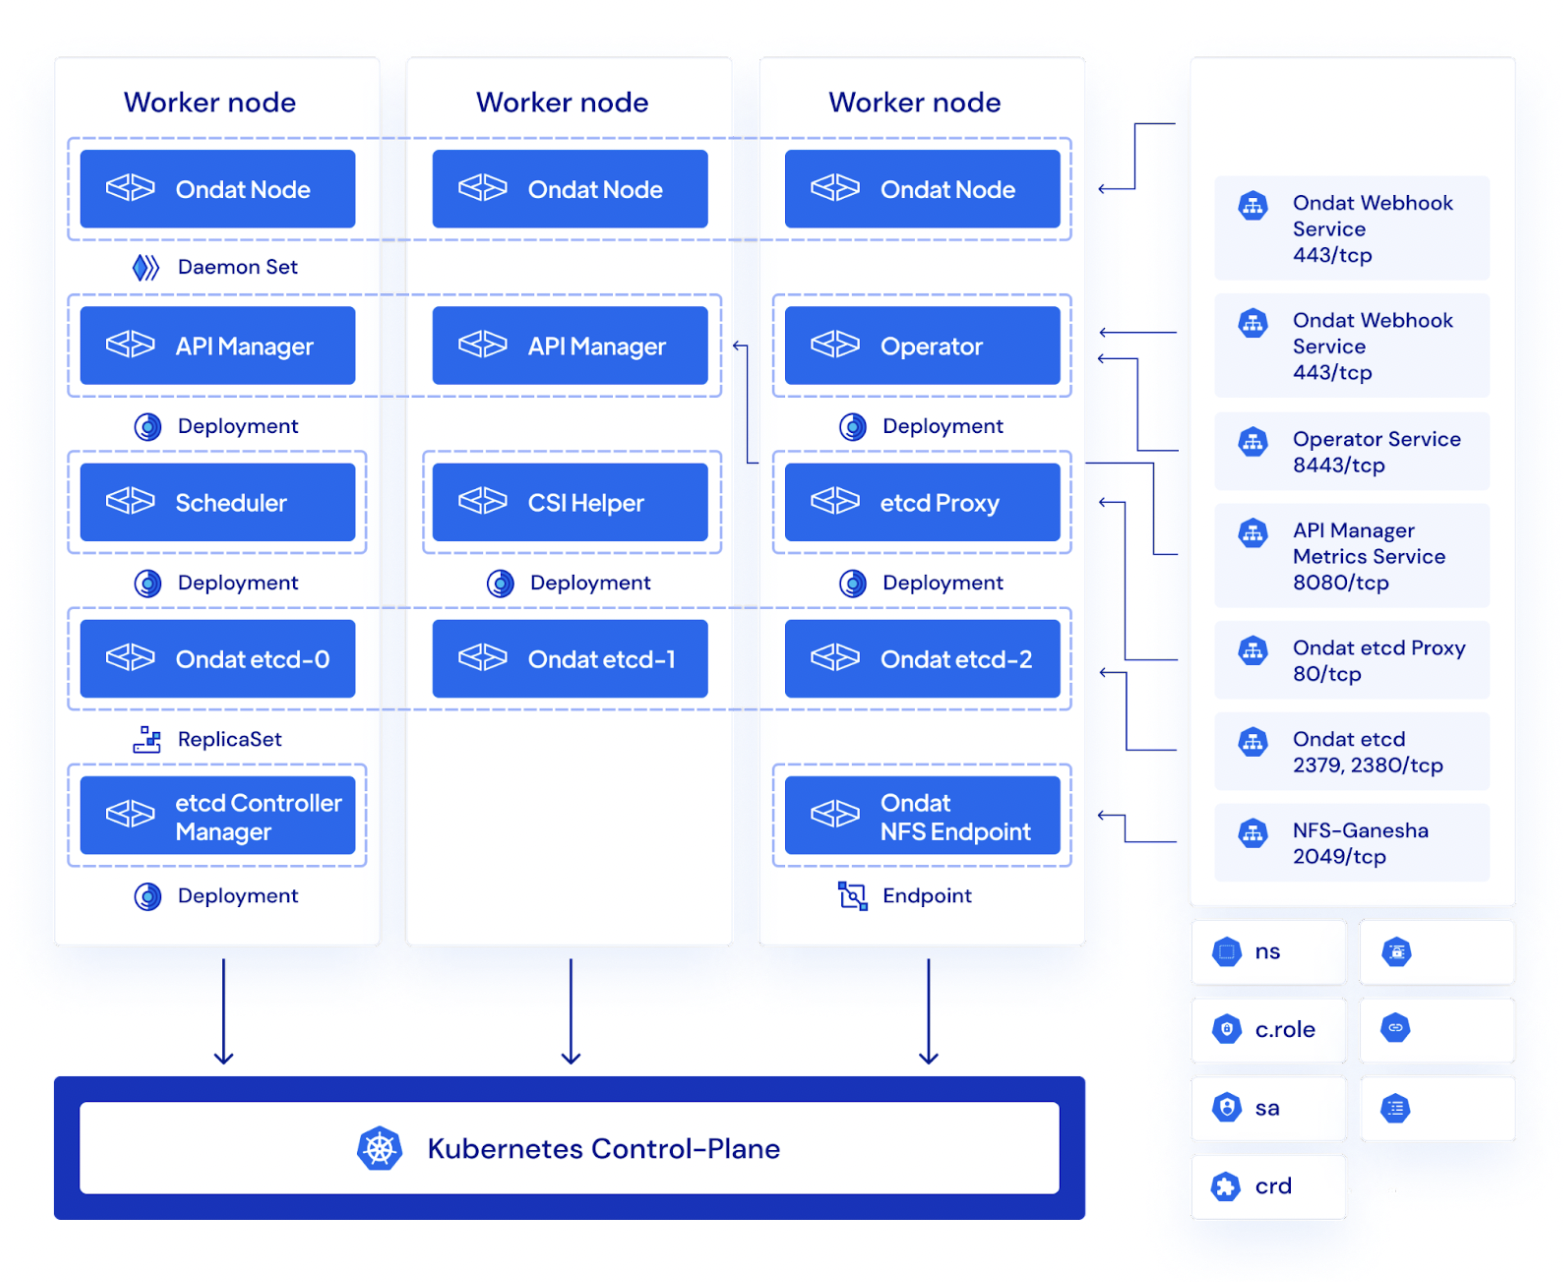 Worker node
Worker node
Worker node
Ondat Node
Ondat Node
Ondat Node
Daemon Set
API Manager
API Manager
Operator
Deployment
Deployment
Scheduler
CSI Helper
etcd Proxy
Deployment
Deployment
Deployment
Ondat etcd-0
Ondat etcd-1
Ondat etcd-2
ReplicaSet
etcd Controller
Manager
Ondat
NFS Endpoint
Deployment
Endpoint
Kubernetes Control-Plane
Ondat Webhook
Service
443/tcp
Ondat Webhook
Service
443/tcp
Operator Service
8443/tcp
API Manager
Metrics Service
8080/tcp
Ondat etcd Proxy
80/tcp
Ondat etcd
2379, 2380/tcp
NFS-Ganesha
2049/tcp
ns
c.role
sa
crd